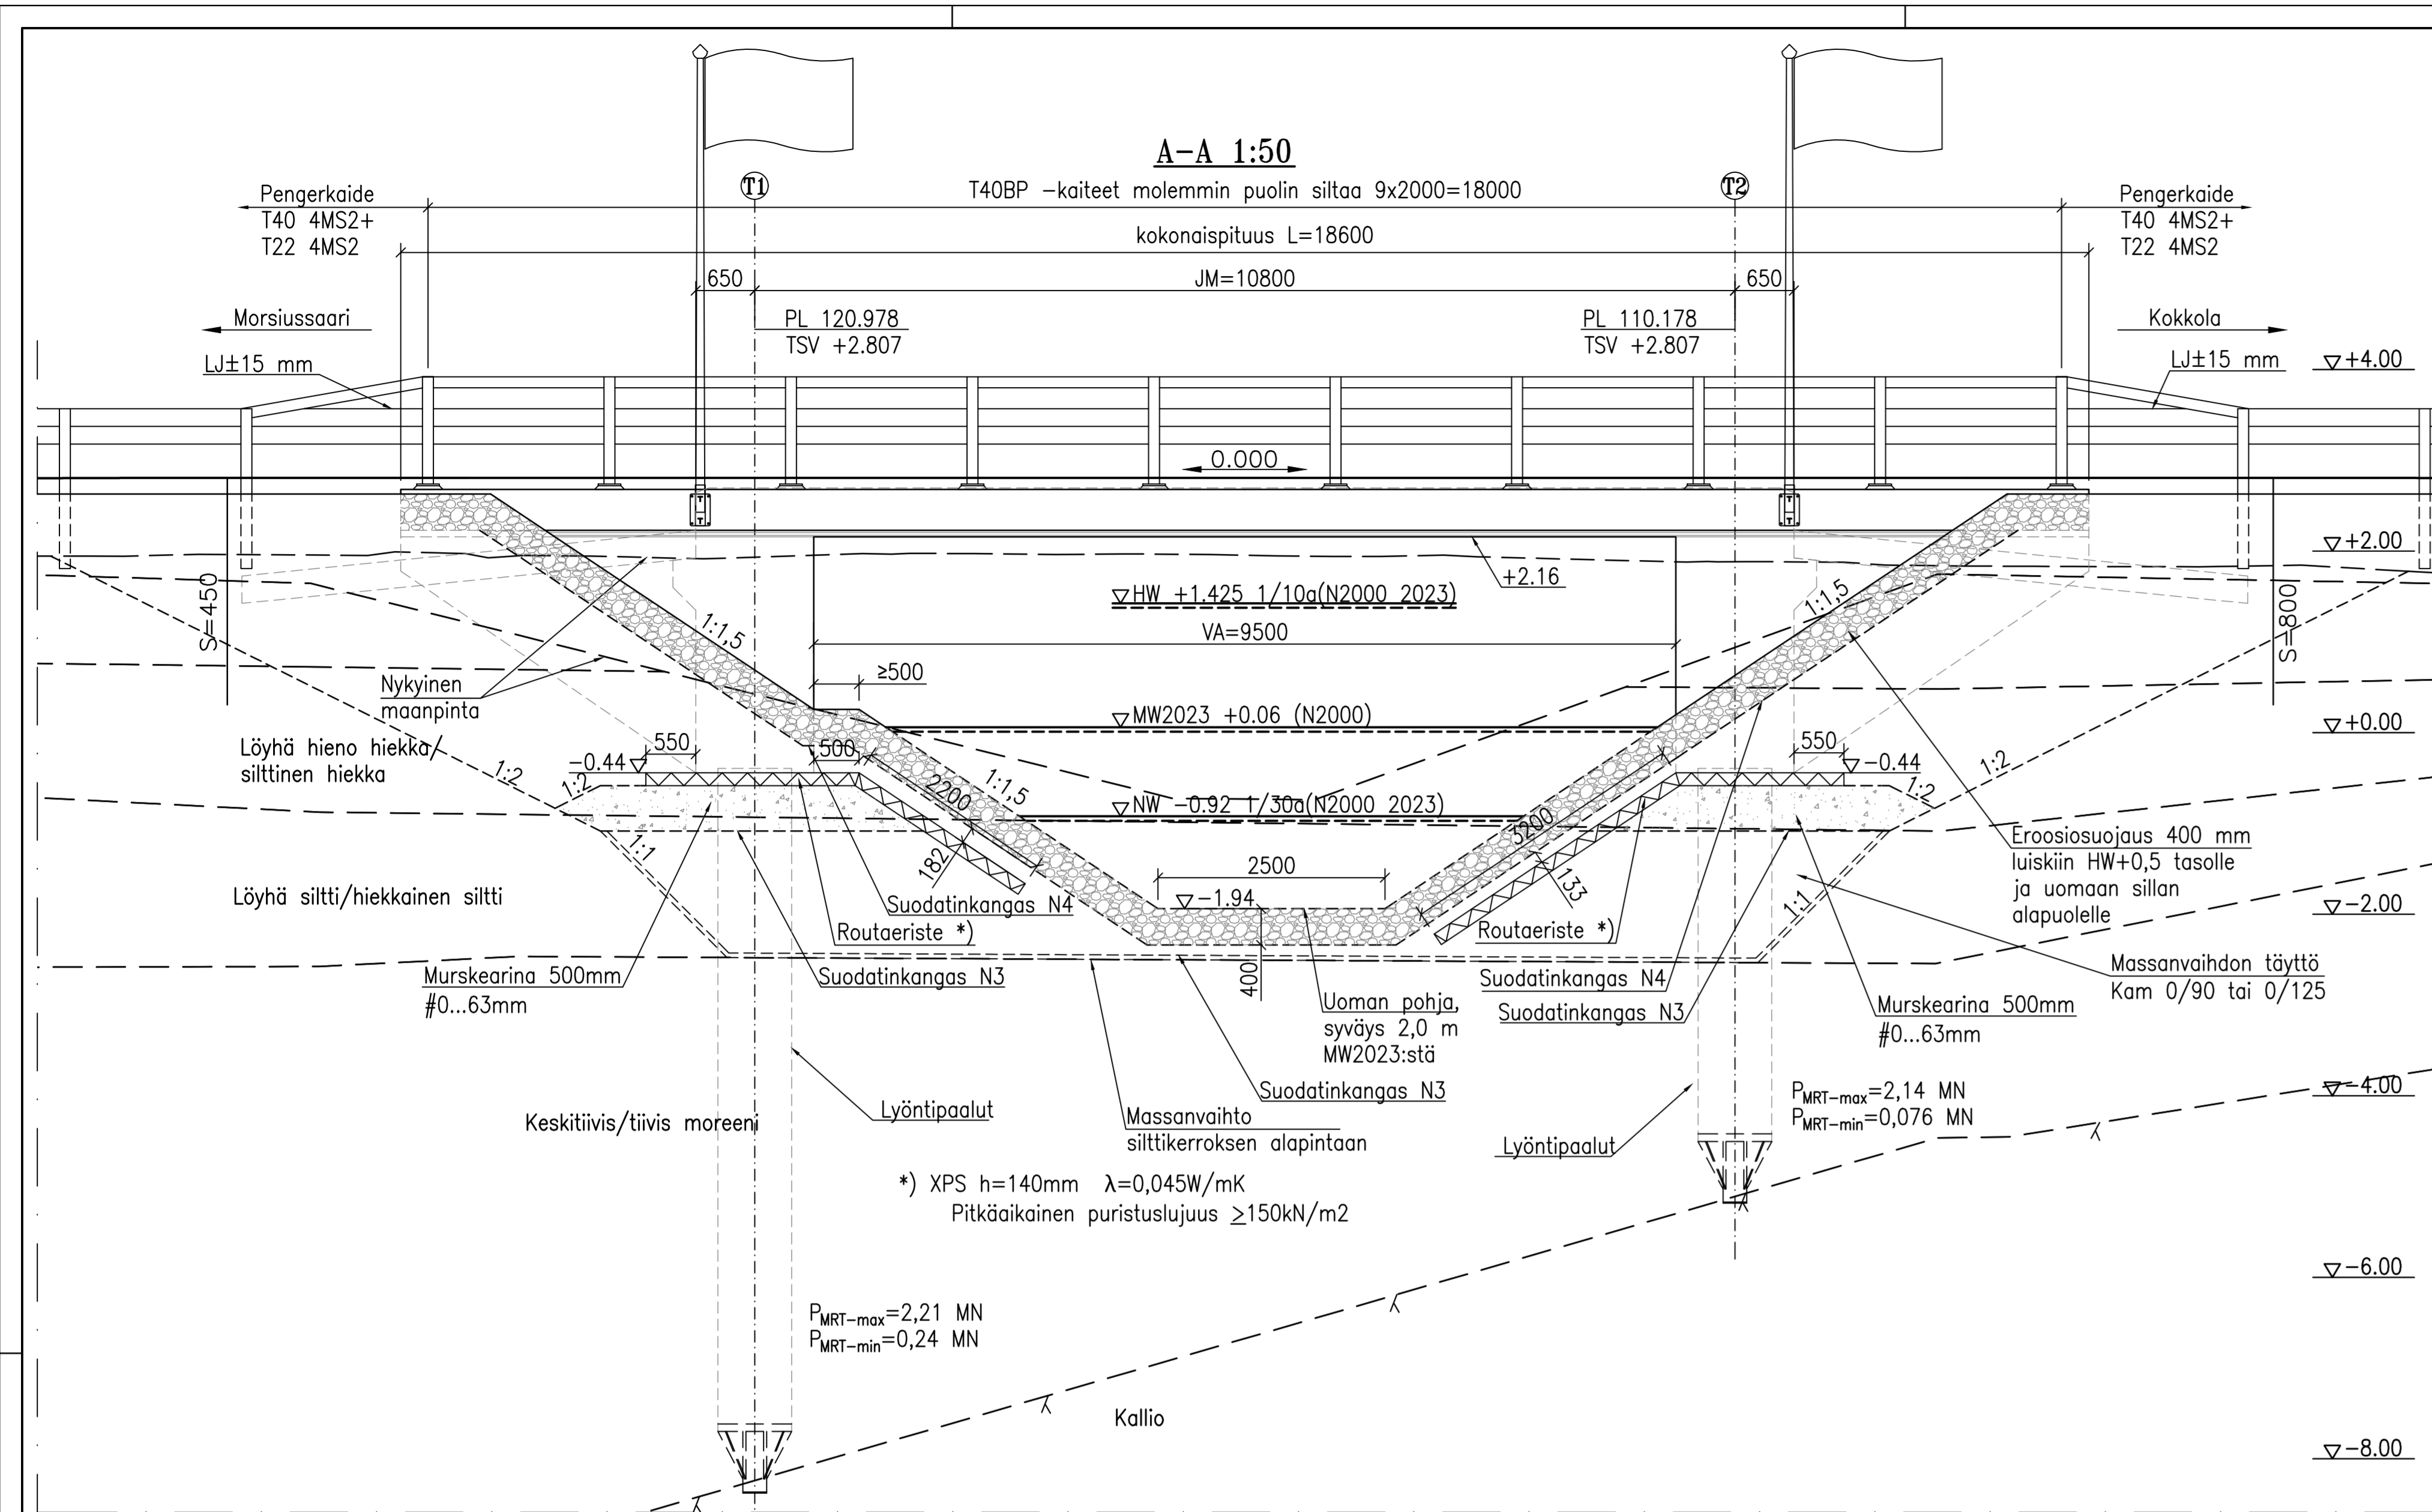 A-A 1:50
T1
T2
T40BP -kaiteet molemmin puolin siltaa 9x2000=18000
Pengerkaide
T40 4MS2+
T22 4MS2
Pengerkaide
T40 4MS2+
T22 4MS2
kokonaispituus L=18600
650
JM=10800
650
Morsiussaari
PL 120.978
TSV +2.807
PL 110.178
TSV +2.807
Kokkola
LJ±15 mm
LJ±15 mm
+4.00
0.000
+2.00
+2.16
HW +1.425 1/10a(N2000 2023)
VA=9500
S=450
S=800
1:1,5
1:1,5
≥500
Nykyinen
maanpinta
MW2023 +0.06 (N2000)
+0.00
Löyhä hieno hiekka/
silttinen hiekka
550
500
-0.44
550
-0.44
1:2
1:2
2200
1:1,5
1:2
1:2
NW -0.92 1/30a(N2000 2023)
3200
1:1
182
2500
133
1:1
Eroosiosuojaus 400 mm
luiskiin HW+0,5 tasolle
ja uomaan sillan
alapuolelle
Löyhä siltti/hiekkainen siltti
Suodatinkangas N4
-1.94
-2.00
Routaeriste *)
Routaeriste *)
Murskearina 500mm
#0...63mm
Suodatinkangas N3
400
Uoman pohja,
syväys 2,0 m
MW2023:stä
Suodatinkangas N4
Suodatinkangas N3
Massanvaihdon täyttö
Kam 0/90 tai 0/125
Murskearina 500mm
#0...63mm
Suodatinkangas N3
Keskitiivis/tiivis moreeni
Lyöntipaalut
Massanvaihto
silttikerroksen alapintaan
Lyöntipaalut
PMRT-max=2,14 MN
PMRT-min=0,076 MN
-4.00
*) XPS h=140mm λ=0,045W/mK
Pitkäaikainen puristuslujuus ≥150kN/m2
-6.00
PMRT-max=2,21 MN
PMRT-min=0,24 MN
Kallio
-8.00